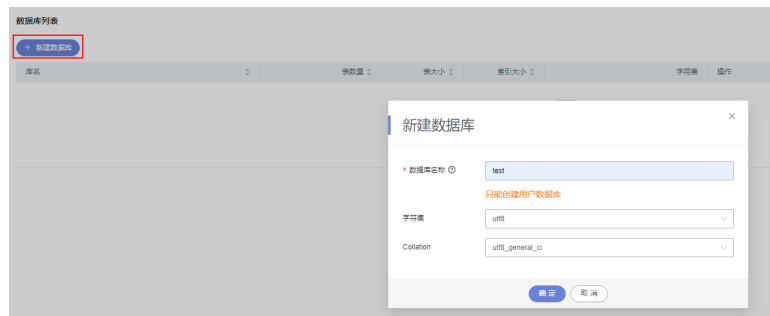 数据库列表
+ 新建数据库
库名 表数量 表大小 索引大小 字符集 操作
新建数据库
* 数据库名称
test
只能创建用户数据库
字符集 utf8
Collation utf8_general_ci
确定 取消